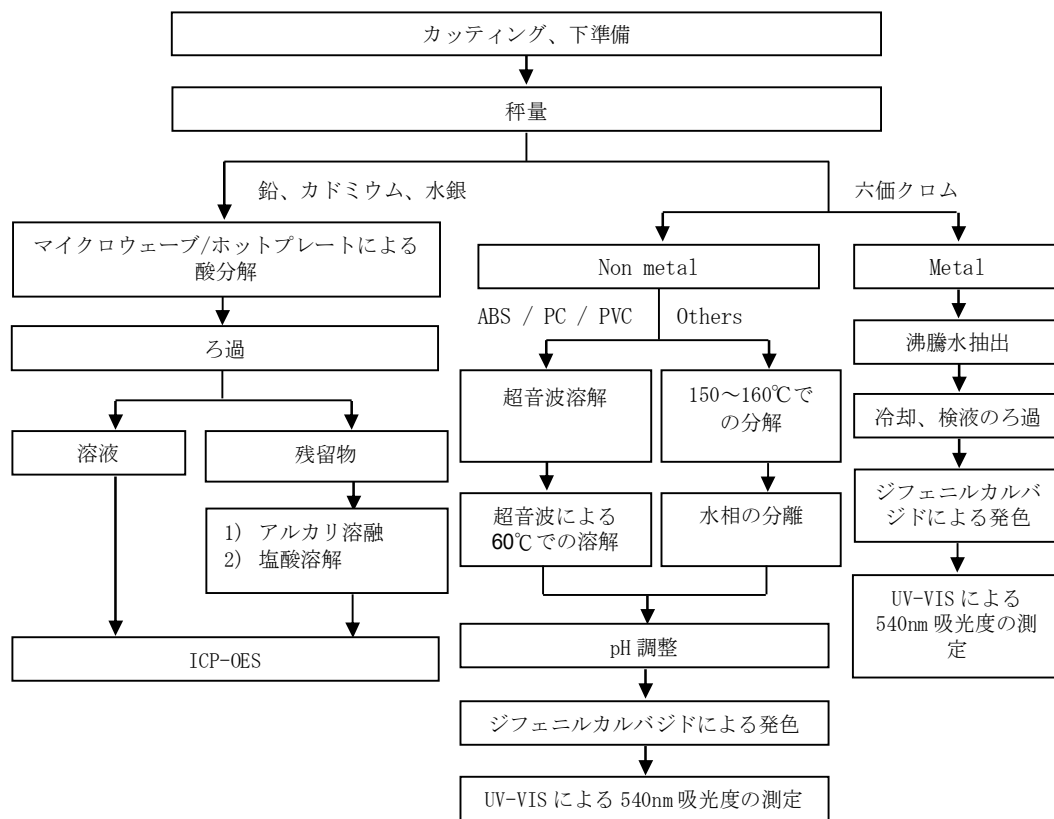 カッティング、下準備
秤量
鉛、カドミウム、水銀
六価クロム
マイクロウェーブ/ホットプレートによる
酸分解
Non metal
Metal
ABS / PC / PVC
Others
ろ過
沸騰水抽出
超音波溶解
150～160℃で
の分解
溶液
残留物
冷却、検液のろ過
1) アルカリ溶融
2) 塩酸溶解
超音波による
60℃での溶解
水相の分離
ジフェニルカルバ
ジドによる発色
UV-VIS による
540nm 吸光度の測
定
ICP-OES
pH 調整
ジフェニルカルバジドによる発色
UV-VIS による 540nm 吸光度の測定